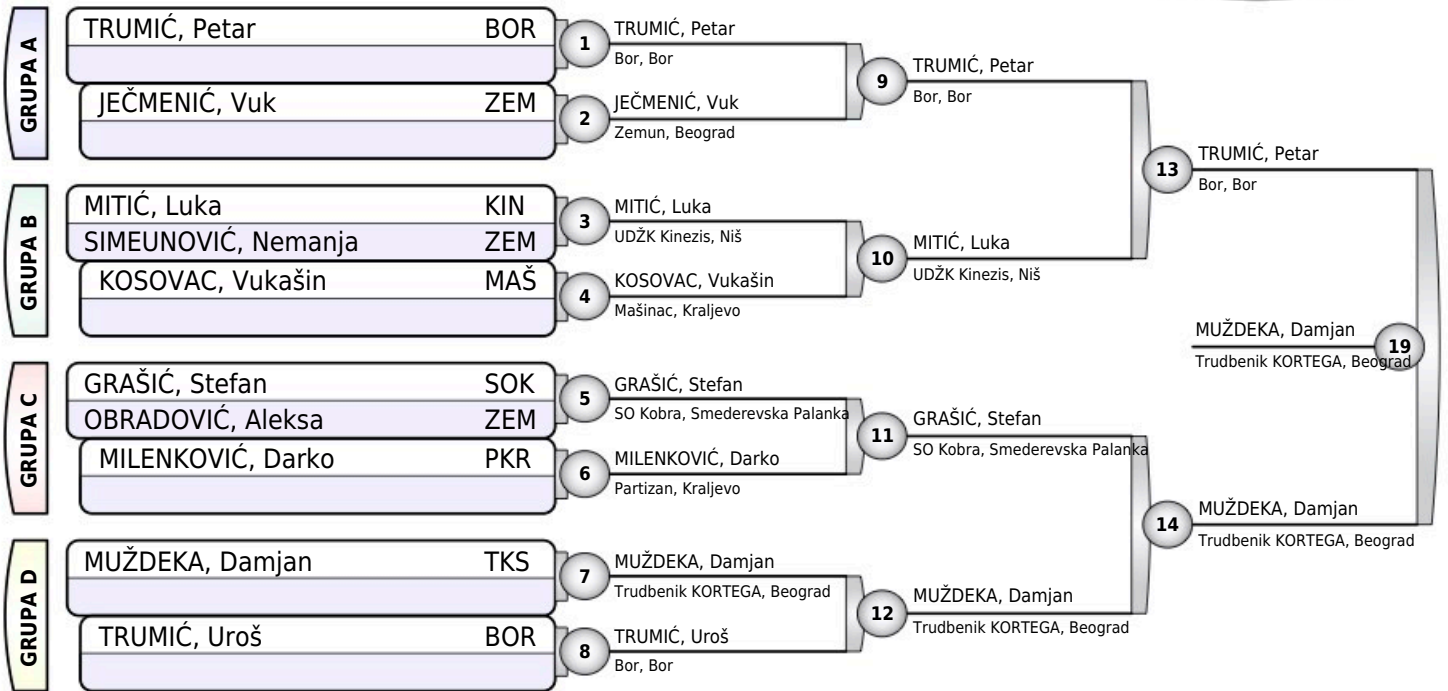 GRUPA A
TRUMIĆ, Petar BOR
JEČMENIĆ, Vuk ZEM
GRUPA B
MITIĆ, Luka KIN
SIMEUNOVIĆ, Nemanja ZEM
KOSOVAC, Vukašin MAŠ
GRUPA C
GRAŠIĆ, Stefan SOK
OBRADOVIĆ, Aleksa ZEM
MILENKOVIĆ, Darko PKR
GRUPA D
MUŽDEKA, Damjan TKS
TRUMIĆ, Uroš BOR
1
TRUMIĆ, Petar
Bor, Bor
2
JEČMENIĆ, Vuk
Zemun, Beograd
3
MITIĆ, Luka
UDŽK Kinezis, Niš
4
KOSOVAC, Vukašin
Mašinac, Kraljevo
5
GRAŠIĆ, Stefan
SO Kobra, Smederevska Palanka
6
MILENKOVIĆ, Darko
Partizan, Kraljevo
7
MUŽDEKA, Damjan
Trudbenik KORTEGA, Beograd
8
TRUMIĆ, Uroš
Bor, Bor
9
TRUMIĆ, Petar
Bor, Bor
10
MITIĆ, Luka
UDŽK Kinezis, Niš
11
GRAŠIĆ, Stefan
SO Kobra, Smederevska Palanka
12
MUŽDEKA, Damjan
Trudbenik KORTEGA, Beograd
13
TRUMIĆ, Petar
Bor, Bor
14
MUŽDEKA, Damjan
Trudbenik KORTEGA, Beograd
MUŽDEKA, Damjan
19
Trudbenik KORTEGA, Beograd